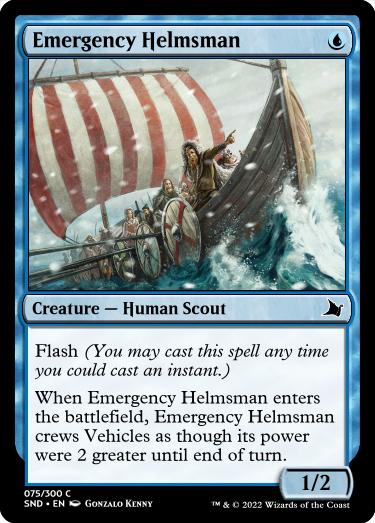 Emergency Helmsman
Creature — Human Scout
Flash (You may cast this spell any time
you could cast an instant.)
When Emergency Helmsman enters
the battlefield, Emergency Helmsman
crews Vehicles as though its power
were 2 greater until end of turn.
1/2
075/300 C
SND • EN Gonzalo Kenny
™ & © 2022 Wizards of the Coast